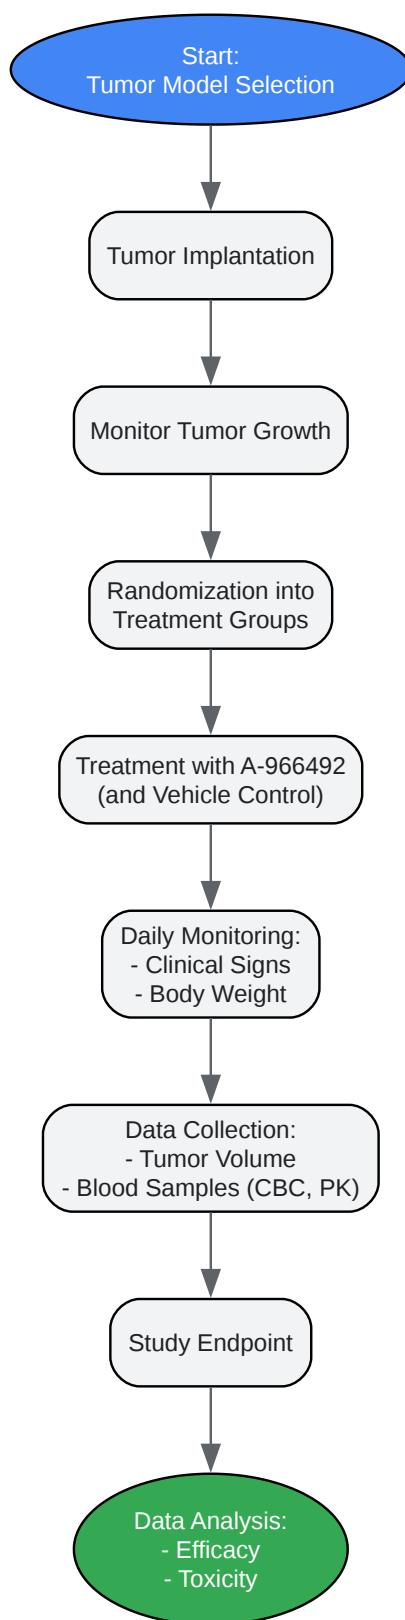 Start:
Tumor Model Selection
Tumor Implantation
Monitor Tumor Growth
Randomization into
Treatment Groups
Treatment with A-966492
(and Vehicle Control)
Daily Monitoring:
- Clinical Signs
- Body Weight
Data Collection:
- Tumor Volume
- Blood Samples (CBC, PK)
Study Endpoint
Data Analysis:
- Efficacy
- Toxicity